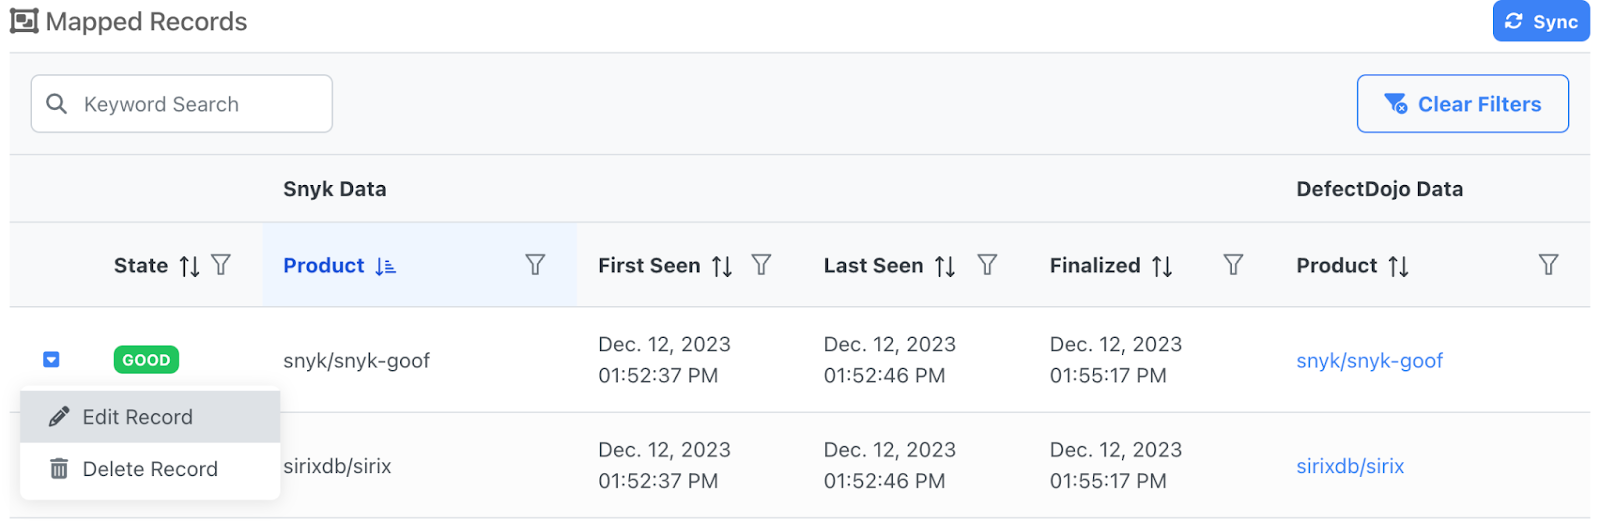 Mapped Records
Sync
Keyword Search
Clear Filters
Snyk Data
DefectDojo Data
State
Product
First Seen
Last Seen
Finalized
Product
GOOD
snyk/snyk-goof
Dec. 12, 2023
01:52:37 PM
Dec. 12, 2023
01:52:46 PM
Dec. 12, 2023
01:55:17 PM
snyk/snyk-goof
Edit Record
Delete Record
sirixdb/sirix
Dec. 12, 2023
01:52:37 PM
Dec. 12, 2023
01:52:46 PM
Dec. 12, 2023
01:55:17 PM
sirixdb/sirix